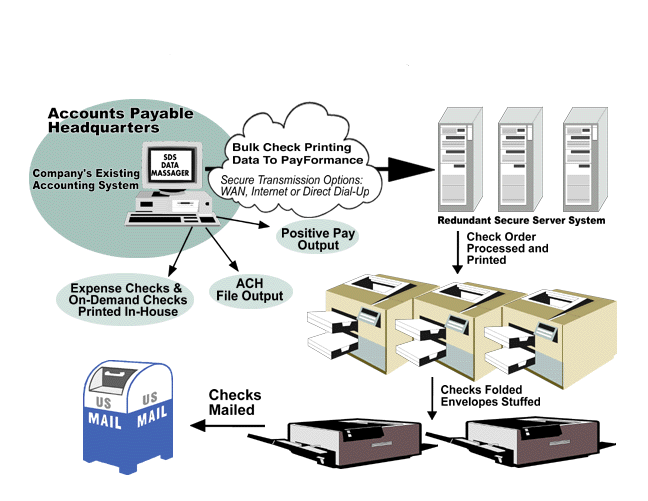 Accounts Payable
Headquarters
Company's Existing
Accounting System
SDS
DATA
MASSAGER
Bulk Check Printing
Data To PayFormance
Secure Transmission Options:
WAN, Internet or Direct Dial-Up
Redundant Secure Server System
Positive Pay
Output
ACH
File Output
Expense Checks &
On-Demand Checks
Printed In-House
Check Order
Processed and
Printed
Checks Folded
Envelopes Stuffed
Checks
Mailed
US
MAIL
US
MAIL